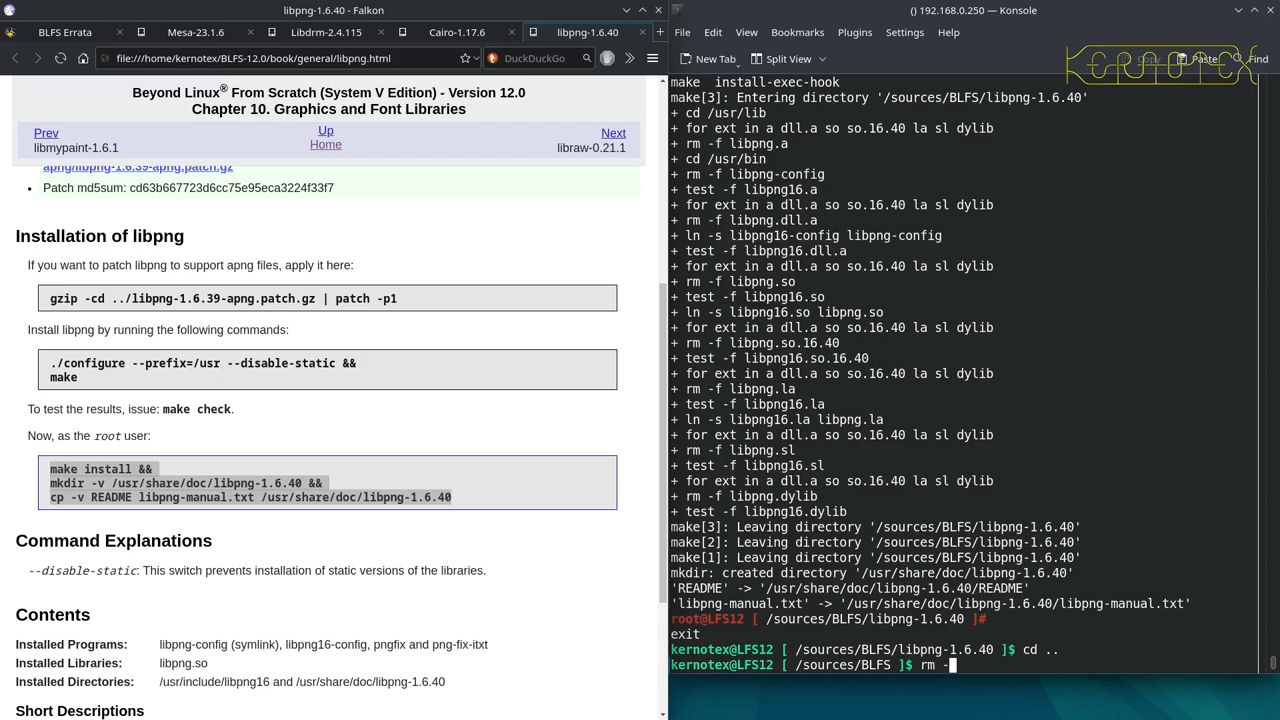 libpng-1.6.40 - Falkon
BLFS Errata
Mesa-23.1.6
Libdrm-2.4.115
Cairo-1.17.6
libpng-1.6.40
file:///home/kernotex/BLFS-12.0/book/general/libpng.html
DuckDuckGo
Beyond Linux® From Scratch (System V Edition) - Version 12.0
Chapter 10. Graphics and Font Libraries
Prev
Up
Next
libmypaint-1.6.1
Home
libraw-0.21.1
apng/libpng-1.6.39-apng.patch.gz
• Patch md5sum: cd63b667723d6cc75e95eca3224f33f7
Installation of libpng
If you want to patch libpng to support apng files, apply it here:
gzip -cd ../libpng-1.6.39-apng.patch.gz | patch -p1
Install libpng by running the following commands:
./configure --prefix=/usr --disable-static &&
make
To test the results, issue: make check.
Now, as the root user:
make install &&
mkdir -v /usr/share/doc/libpng-1.6.40 &&
cp -v README libpng-manual.txt /usr/share/doc/libpng-1.6.40
Command Explanations
--disable-static: This switch prevents installation of static versions of the libraries.
Contents
Installed Programs: libpng-config (symlink), libpng16-config, pngfix and png-fix-itxt
Installed Libraries: libpng.so
Installed Directories: /usr/include/libpng16 and /usr/share/doc/libpng-1.6.40
Short Descriptions
() 192.168.0.250 — Konsole
File Edit View Bookmarks Plugins Settings Help
New Tab Split View Copy Paste Find
KERNOTEX
make  install-exec-hook
make[3]: Entering directory '/sources/BLFS/libpng-1.6.40'
+ cd /usr/lib
+ for ext in a dll.a so so.16.40 la sl dylib
+ rm -f libpng.a
+ cd /usr/bin
+ rm -f libpng-config
+ test -f libpng16.a
+ for ext in a dll.a so so.16.40 la sl dylib
+ rm -f libpng.dll.a
+ ln -s libpng16-config libpng-config
+ test -f libpng16.dll.a
+ for ext in a dll.a so so.16.40 la sl dylib
+ rm -f libpng.so
+ test -f libpng16.so
+ ln -s libpng16.so libpng.so
+ for ext in a dll.a so so.16.40 la sl dylib
+ rm -f libpng.so.16.40
+ test -f libpng16.so.16.40
+ for ext in a dll.a so so.16.40 la sl dylib
+ rm -f libpng.la
+ test -f libpng16.la
+ ln -s libpng16.la libpng.la
+ for ext in a dll.a so so.16.40 la sl dylib
+ rm -f libpng.sl
+ test -f libpng16.sl
+ for ext in a dll.a so so.16.40 la sl dylib
+ rm -f libpng.dylib
+ test -f libpng16.dylib
make[3]: Leaving directory '/sources/BLFS/libpng-1.6.40'
make[2]: Leaving directory '/sources/BLFS/libpng-1.6.40'
make[1]: Leaving directory '/sources/BLFS/libpng-1.6.40'
mkdir: created directory '/usr/share/doc/libpng-1.6.40'
'README' -> '/usr/share/doc/libpng-1.6.40/README'
'libpng-manual.txt' -> '/usr/share/doc/libpng-1.6.40/libpng-manual.txt'
root@LFS12 [ /sources/BLFS/libpng-1.6.40 ]#
exit
kernotex@LFS12 [ /sources/BLFS/libpng-1.6.40 ]$ cd ..
kernotex@LFS12 [ /sources/BLFS ]$ rm -